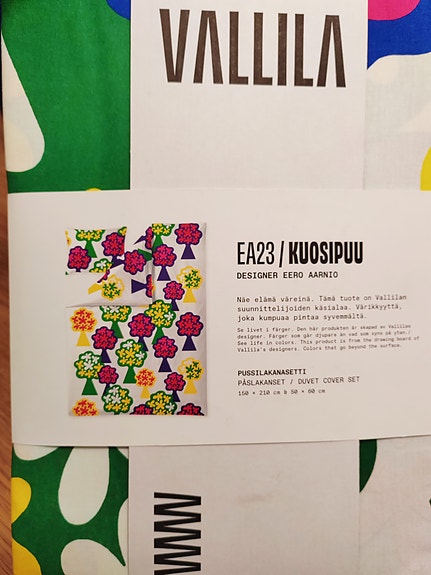 VALLILA
EA23 / KUOSIPUU
DESIGNER EERO AARNIO
Näe elämä väreinä. Tämä tuote on Vallilan
suunnittelijoiden käsialaa. Värikkyyttä,
joka kumpuaa pintaa syvemmältä.
Se livet i färger. Den här produkten är skapad av Vallilas
designer. Färger som går djupare än vad som syns på ytan./
See life in colors. This product is from the drawing board of
Vallila's designers. Colors that go beyond the surface.
PUSSILAKANASETTI
PÅSLAKANSET / DUVET COVER SET
150 × 210 cm & 50 × 60 cm